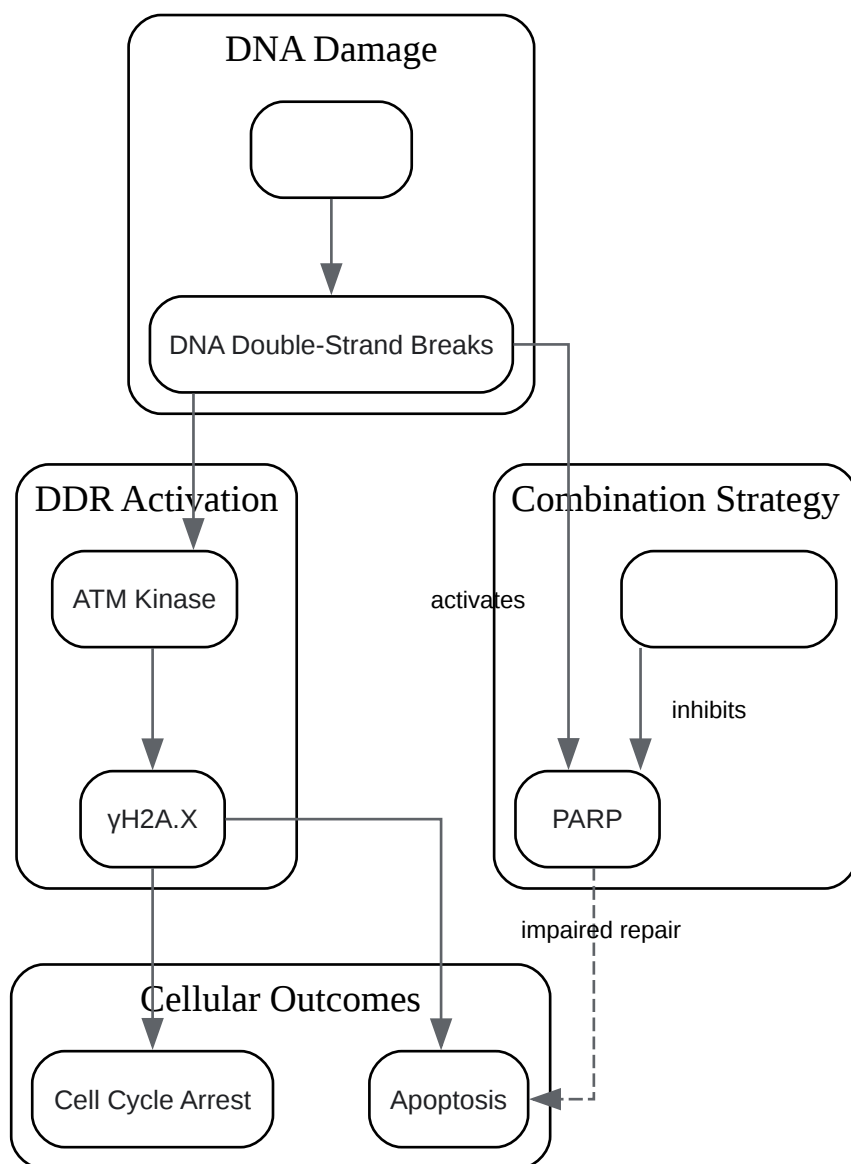 DNA Damage
DNA Double-Strand Breaks
DDR Activation
Combination Strategy
ATM Kinase
activates
inhibits
γH2A.X
PARP
impaired repair
Cellular Outcomes
Cell Cycle Arrest
Apoptosis